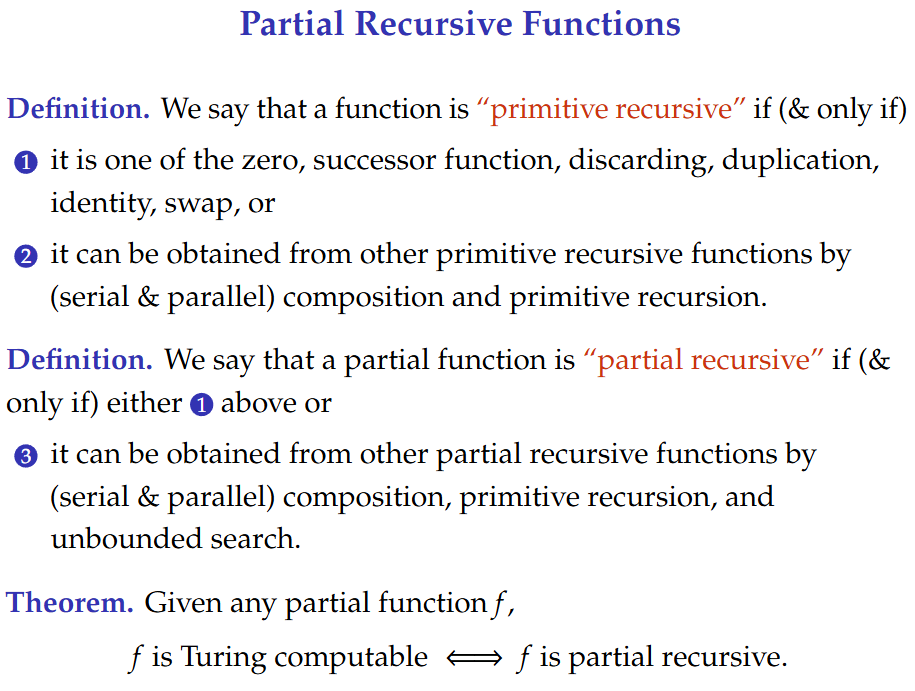 Partial Recursive Functions
Definition. We say that a function is “primitive recursive” if (& only if)
❶ it is one of the zero, successor function, discarding, duplication,
identity, swap, or
❷ it can be obtained from other primitive recursive functions by
(serial & parallel) composition and primitive recursion.
Definition. We say that a partial function is “partial recursive” if (&
only if) either ❶ above or
❸ it can be obtained from other partial recursive functions by
(serial & parallel) composition, primitive recursion, and
unbounded search.
Theorem. Given any partial function f,
f is Turing computable ⟺ f is partial recursive.